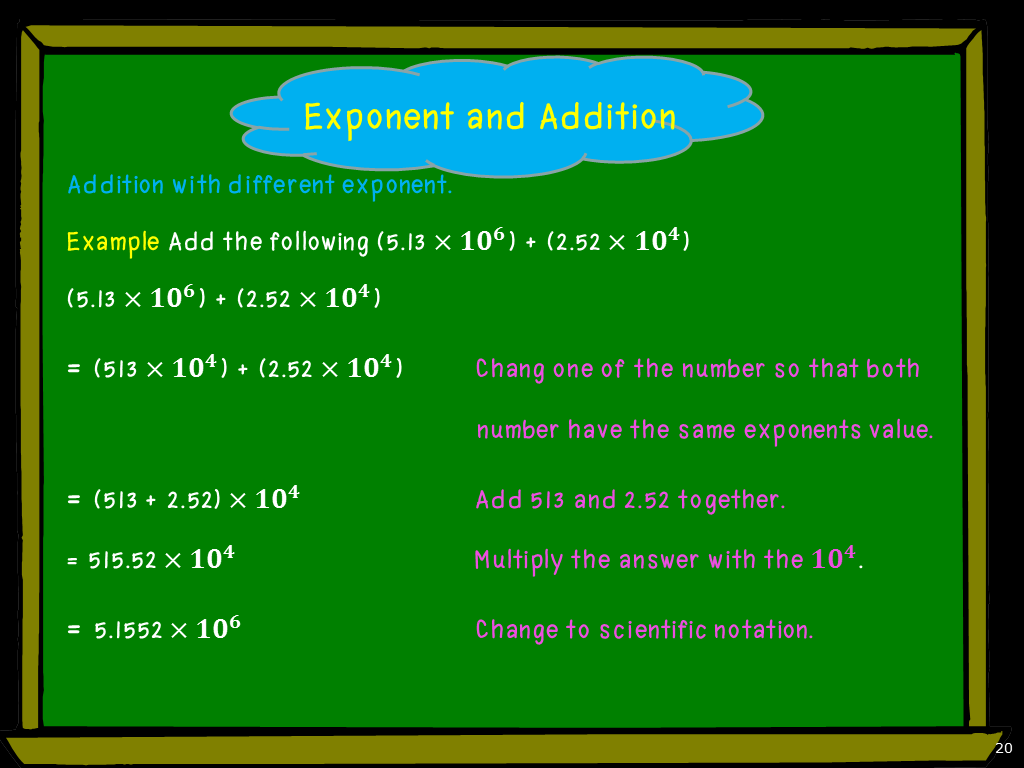 Exponent and Addition
Addition with different exponent.
Example Add the following (5.13 × 10⁶) + (2.52 × 10⁴)
(5.13 × 10⁶) + (2.52 × 10⁴)
= (513 × 10⁴) + (2.52 × 10⁴) Chang one of the number so that both
number have the same exponents value.
= (513 + 2.52) × 10⁴ Add 513 and 2.52 together.
= 515.52 × 10⁴ Multiply the answer with the 10⁴.
= 5.1552 × 10⁶ Change to scientific notation.
20